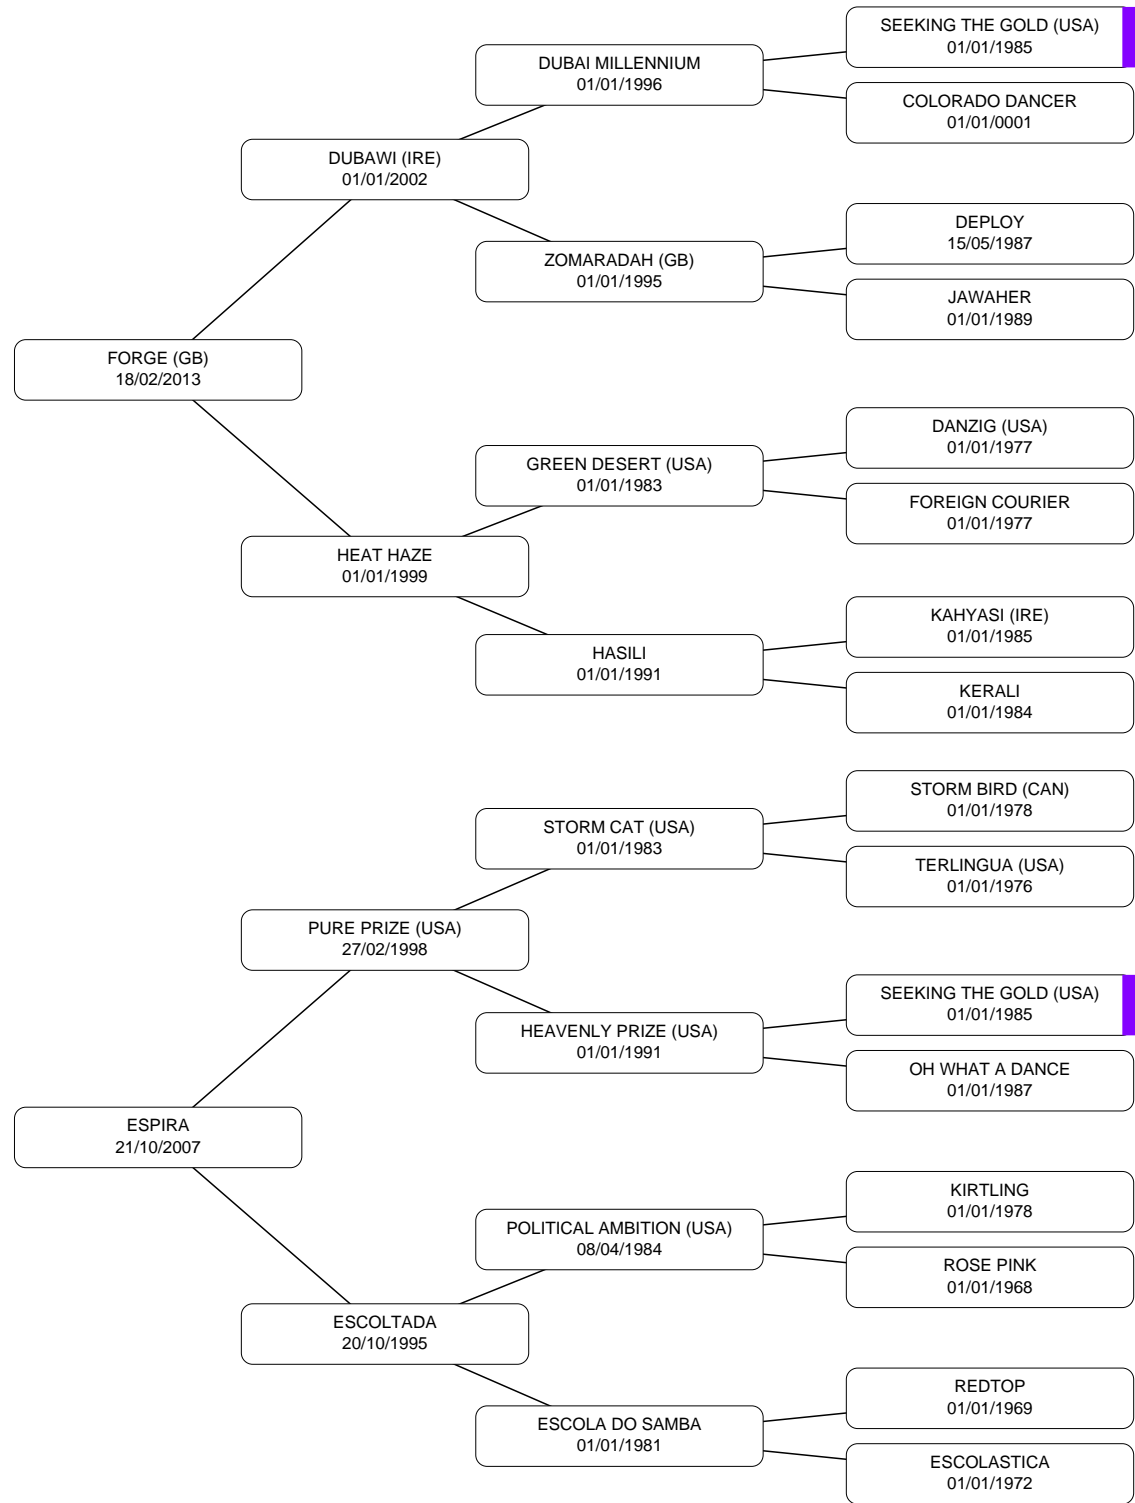 SEEKING THE GOLD (USA)
01/01/1985
DUBAI MILLENNIUM
01/01/1996
COLORADO DANCER
01/01/0001
DUBAWI (IRE)
01/01/2002
DEPLOY
15/05/1987
ZOMARADAH (GB)
01/01/1995
JAWAHER
01/01/1989
FORGE (GB)
18/02/2013
DANZIG (USA)
01/01/1977
GREEN DESERT (USA)
01/01/1983
FOREIGN COURIER
01/01/1977
HEAT HAZE
01/01/1999
KAHYASI (IRE)
01/01/1985
HASILI
01/01/1991
KERALI
01/01/1984
STORM BIRD (CAN)
01/01/1978
STORM CAT (USA)
01/01/1983
TERLINGUA (USA)
01/01/1976
PURE PRIZE (USA)
27/02/1998
SEEKING THE GOLD (USA)
01/01/1985
HEAVENLY PRIZE (USA)
01/01/1991
OH WHAT A DANCE
01/01/1987
ESPIRA
21/10/2007
KIRTLING
01/01/1978
POLITICAL AMBITION (USA)
08/04/1984
ROSE PINK
01/01/1968
ESCOLTADA
20/10/1995
REDTOP
01/01/1969
ESCOLA DO SAMBA
01/01/1981
ESCOLASTICA
01/01/1972